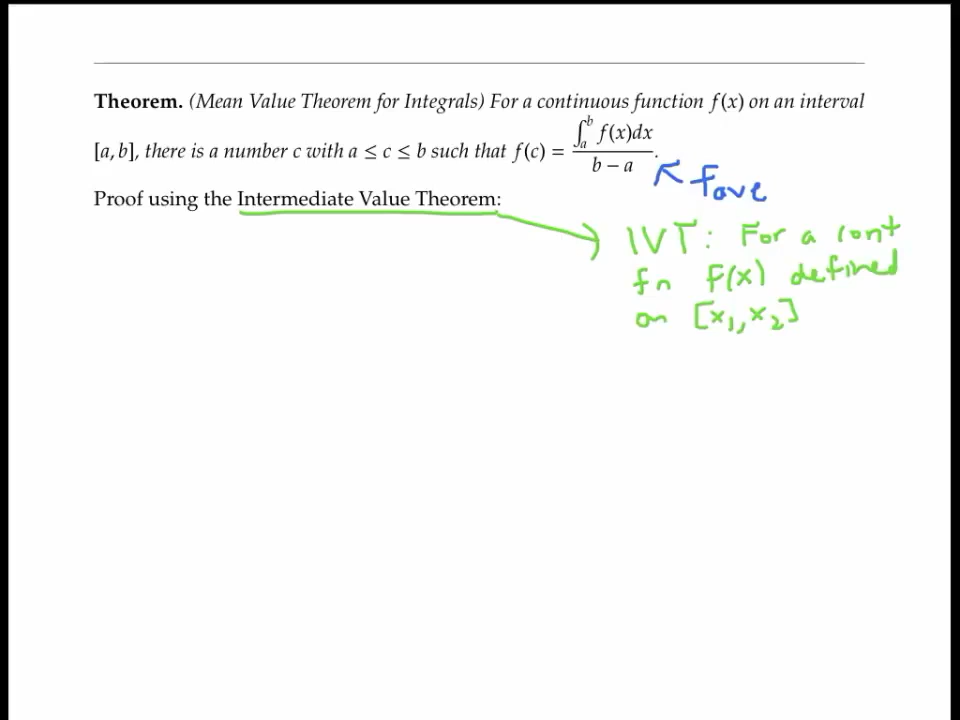 Theorem. (Mean Value Theorem for Integrals) For a continuous function f(x) on an interval
[a, b], there is a number c with a ≤ c ≤ b such that f(c) = ∫_a^b f(x)dx / (b − a).
fave
Proof using the Intermediate Value Theorem:
IVT: For a cont
fn f(x) defined
on [x₁, x₂]